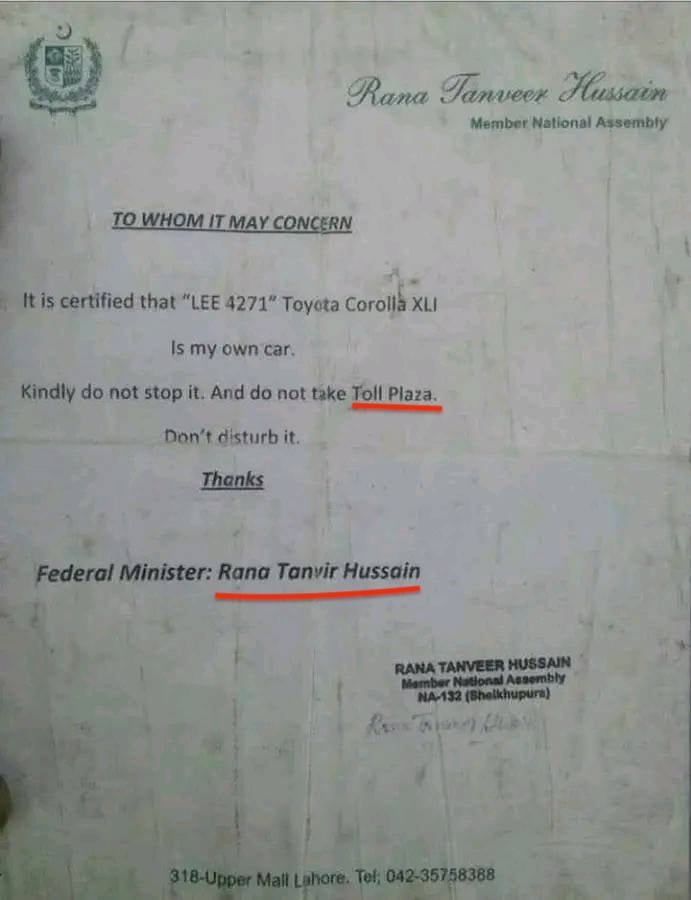 Rana Tanveer Hussain
Member National Assembly
TO WHOM IT MAY CONCERN
It is certified that “LEE 4271” Toyota Corolla XLI
Is my own car.
Kindly do not stop it. And do not take Toll Plaza.
Don’t disturb it.
Thanks
Federal Minister: Rana Tanvir Hussain
RANA TANVEER HUSSAIN
Member National Assembly
NA-132 (Sheikhupura)
318-Upper Mall Lahore. Tel; 042-35758388